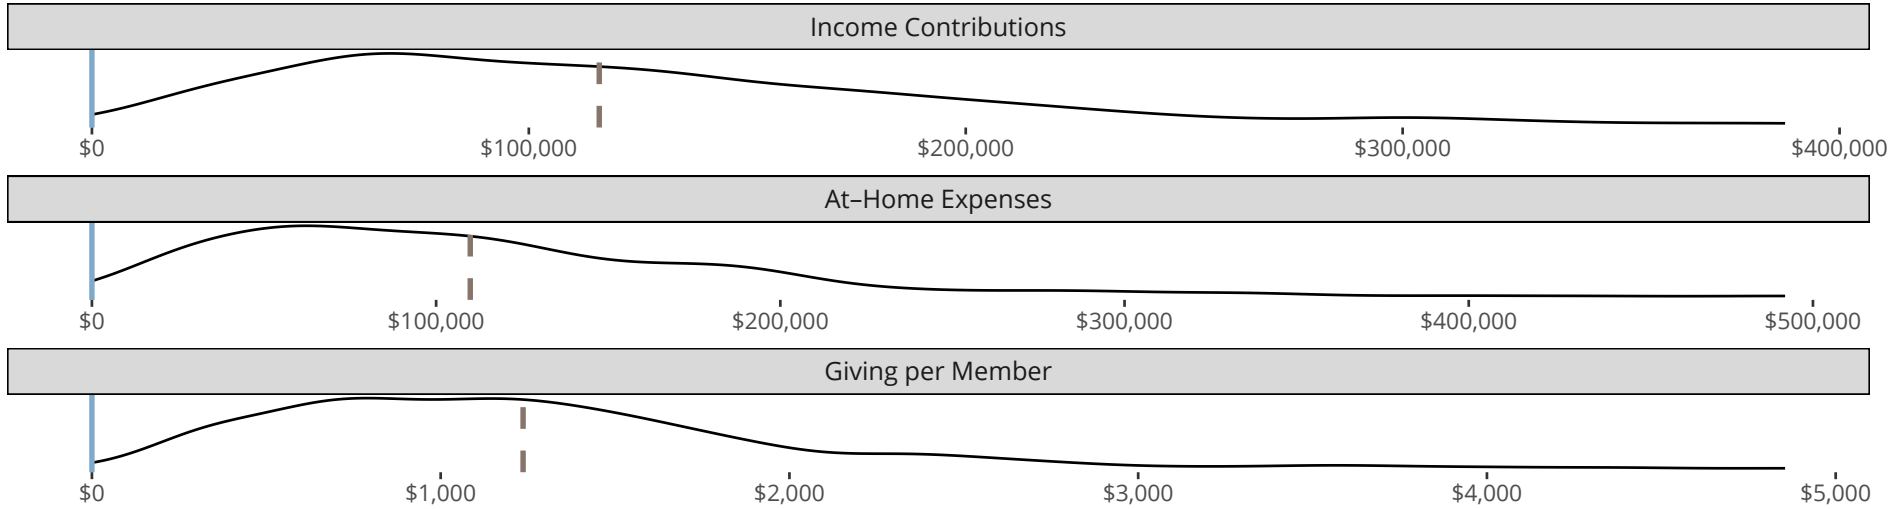 Income Contributions
$0 $100,000 $200,000 $300,000 $400,000
At–Home Expenses
$0 $100,000 $200,000 $300,000 $400,000 $500,000
Giving per Member
$0 $1,000 $2,000 $3,000 $4,000 $5,000